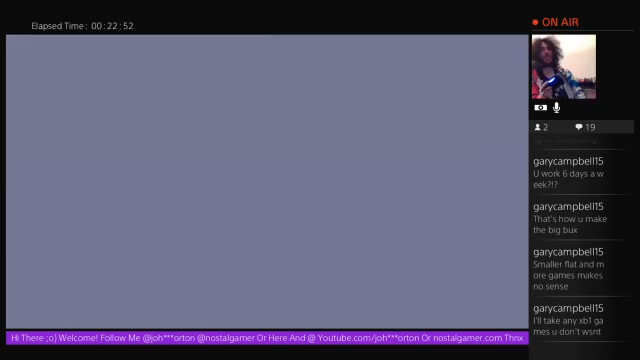 Elapsed Time : 00 : 22 : 52
ON AIR
2
19
garycampbell15
U work 6 days a w
eek?!?
garycampbell15
That's how u make
the big bux
garycampbell15
Smaller flat and m
ore games makes
no sense
garycampbell15
I'll take any xb1 ga
mes u don't wsnt
Hi There ;o) Welcome! Follow Me @joh***orton @nostalgamer Or Here And @ Youtube.com/joh***orton Or nostalgamer.com Thnx